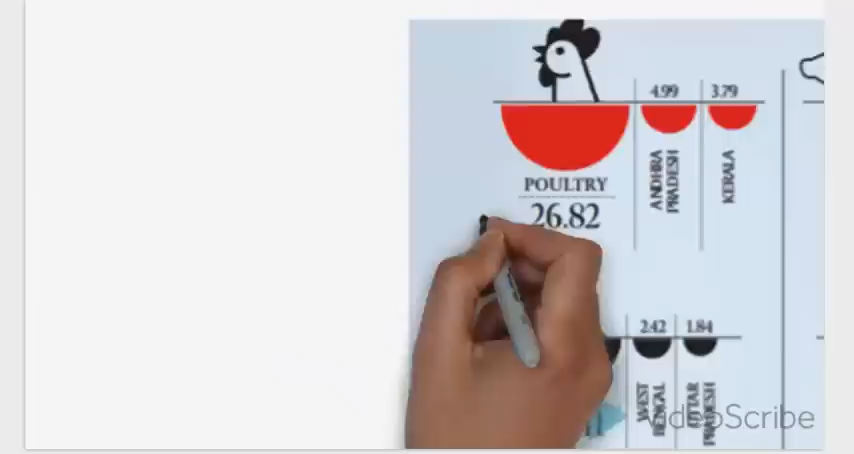 4.99 3.79
POULTRY
ANDHRA
PRADESH
KERALA
26.82
2.42 1.84
WEST
BENGAL
UTTAR
PRADESH
VideoScribe